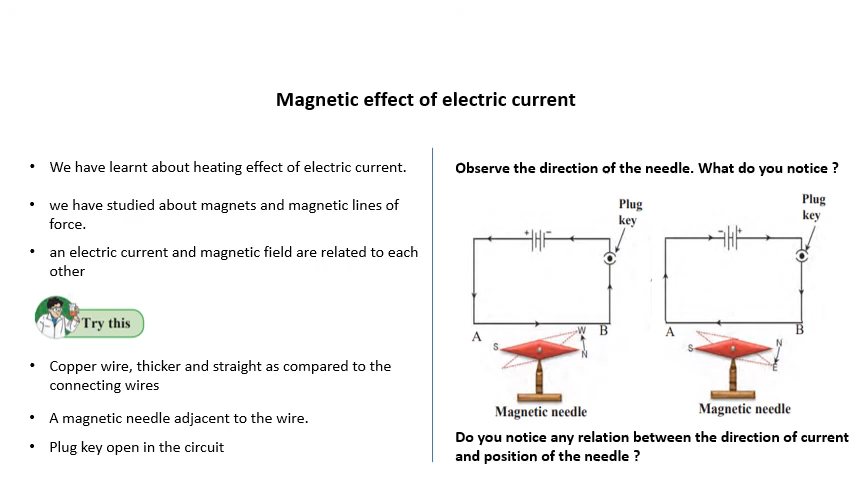 Magnetic effect of electric current
• We have learnt about heating effect of electric current.
• we have studied about magnets and magnetic lines of
force.
• an electric current and magnetic field are related to each
other
Try this
• Copper wire, thicker and straight as compared to the
connecting wires
• A magnetic needle adjacent to the wire.
• Plug key open in the circuit
Observe the direction of the needle. What do you notice ?
Plug
key
+ -
A
B
S
W
N
Magnetic needle
Plug
key
- +
A
B
S
N
E
Magnetic needle
Do you notice any relation between the direction of current
and position of the needle ?